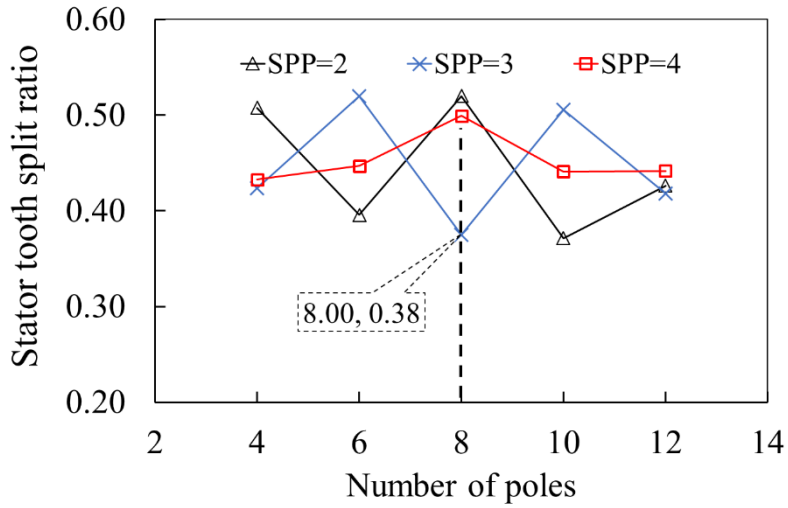 0.60
SPP=2 SPP=3 SPP=4
0.50
0.40
0.30
0.20
Stator tooth split ratio
8.00, 0.38
2 4 6 8 10 12 14
Number of poles